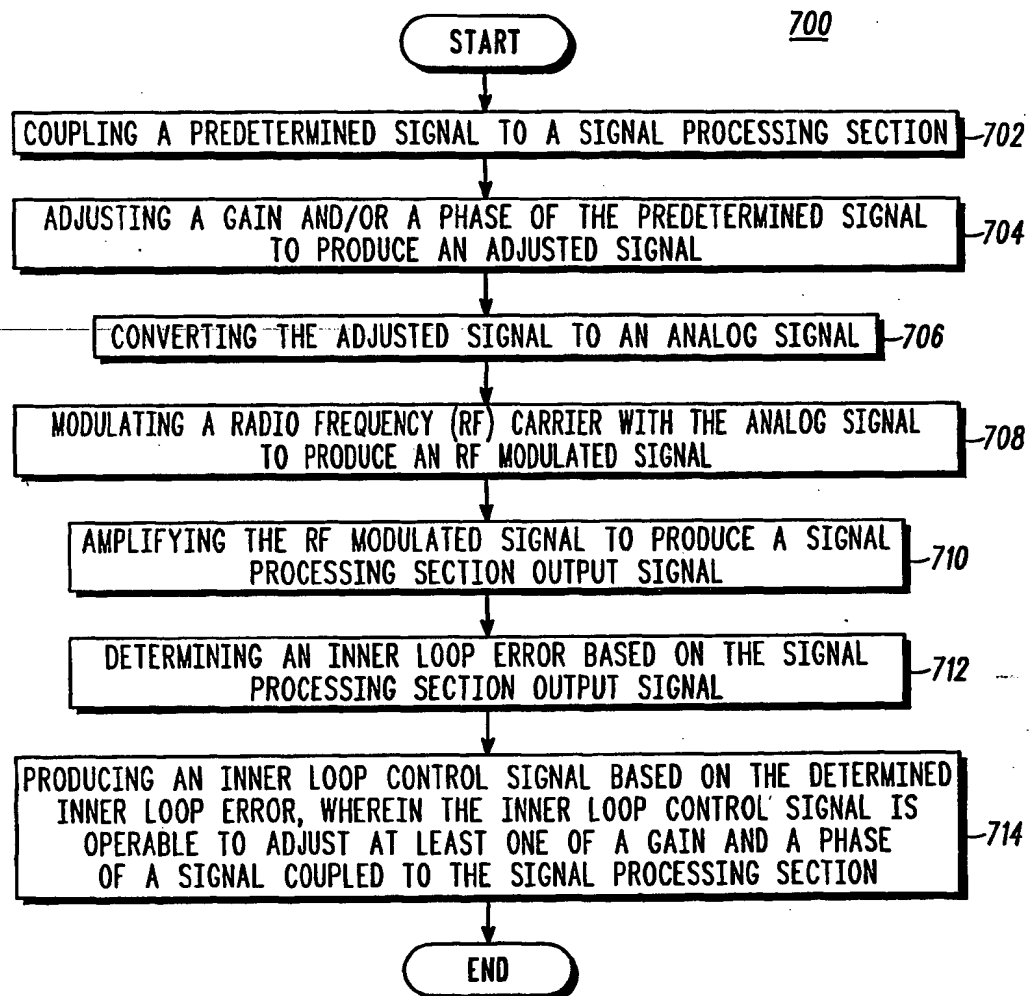 700
START
COUPLING A PREDETERMINED SIGNAL TO A SIGNAL PROCESSING SECTION
702
ADJUSTING A GAIN AND/OR A PHASE OF THE PREDETERMINED SIGNAL
TO PRODUCE AN ADJUSTED SIGNAL
704
CONVERTING THE ADJUSTED SIGNAL TO AN ANALOG SIGNAL
706
MODULATING A RADIO FREQUENCY (RF) CARRIER WITH THE ANALOG SIGNAL
TO PRODUCE AN RF MODULATED SIGNAL
708
AMPLIFYING THE RF MODULATED SIGNAL TO PRODUCE A SIGNAL
PROCESSING SECTION OUTPUT SIGNAL
710
DETERMINING AN INNER LOOP ERROR BASED ON THE SIGNAL
PROCESSING SECTION OUTPUT SIGNAL
712
PRODUCING AN INNER LOOP CONTROL SIGNAL BASED ON THE DETERMINED
INNER LOOP ERROR, WHEREIN THE INNER LOOP CONTROL SIGNAL IS
OPERABLE TO ADJUST AT LEAST ONE OF A GAIN AND A PHASE
OF A SIGNAL COUPLED TO THE SIGNAL PROCESSING SECTION
714
END